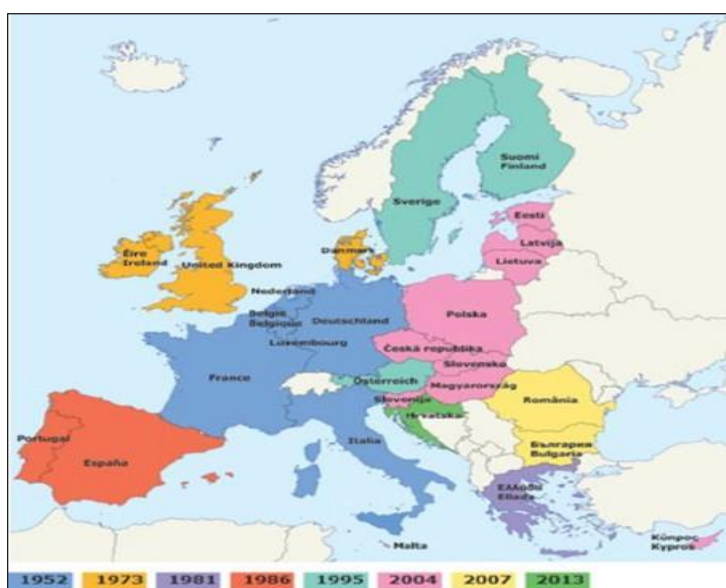 Suomi
Finland
Sverige
Eesti
Latvija
Lietuva
Danmark
Éire
Ireland
United Kingdom
Nederland
België
Belgique
Deutschland
Polska
Luxembourg
Česká republika
Slovensko
France
Österreich
Magyarország
Slovenija
Hrvatska
România
Italia
Portugal
España
България
Bulgaria
Ελλαδα
Ellada
Malta
Κύπρος
Kypros
1952 1973 1981 1986 1995 2004 2007 2013